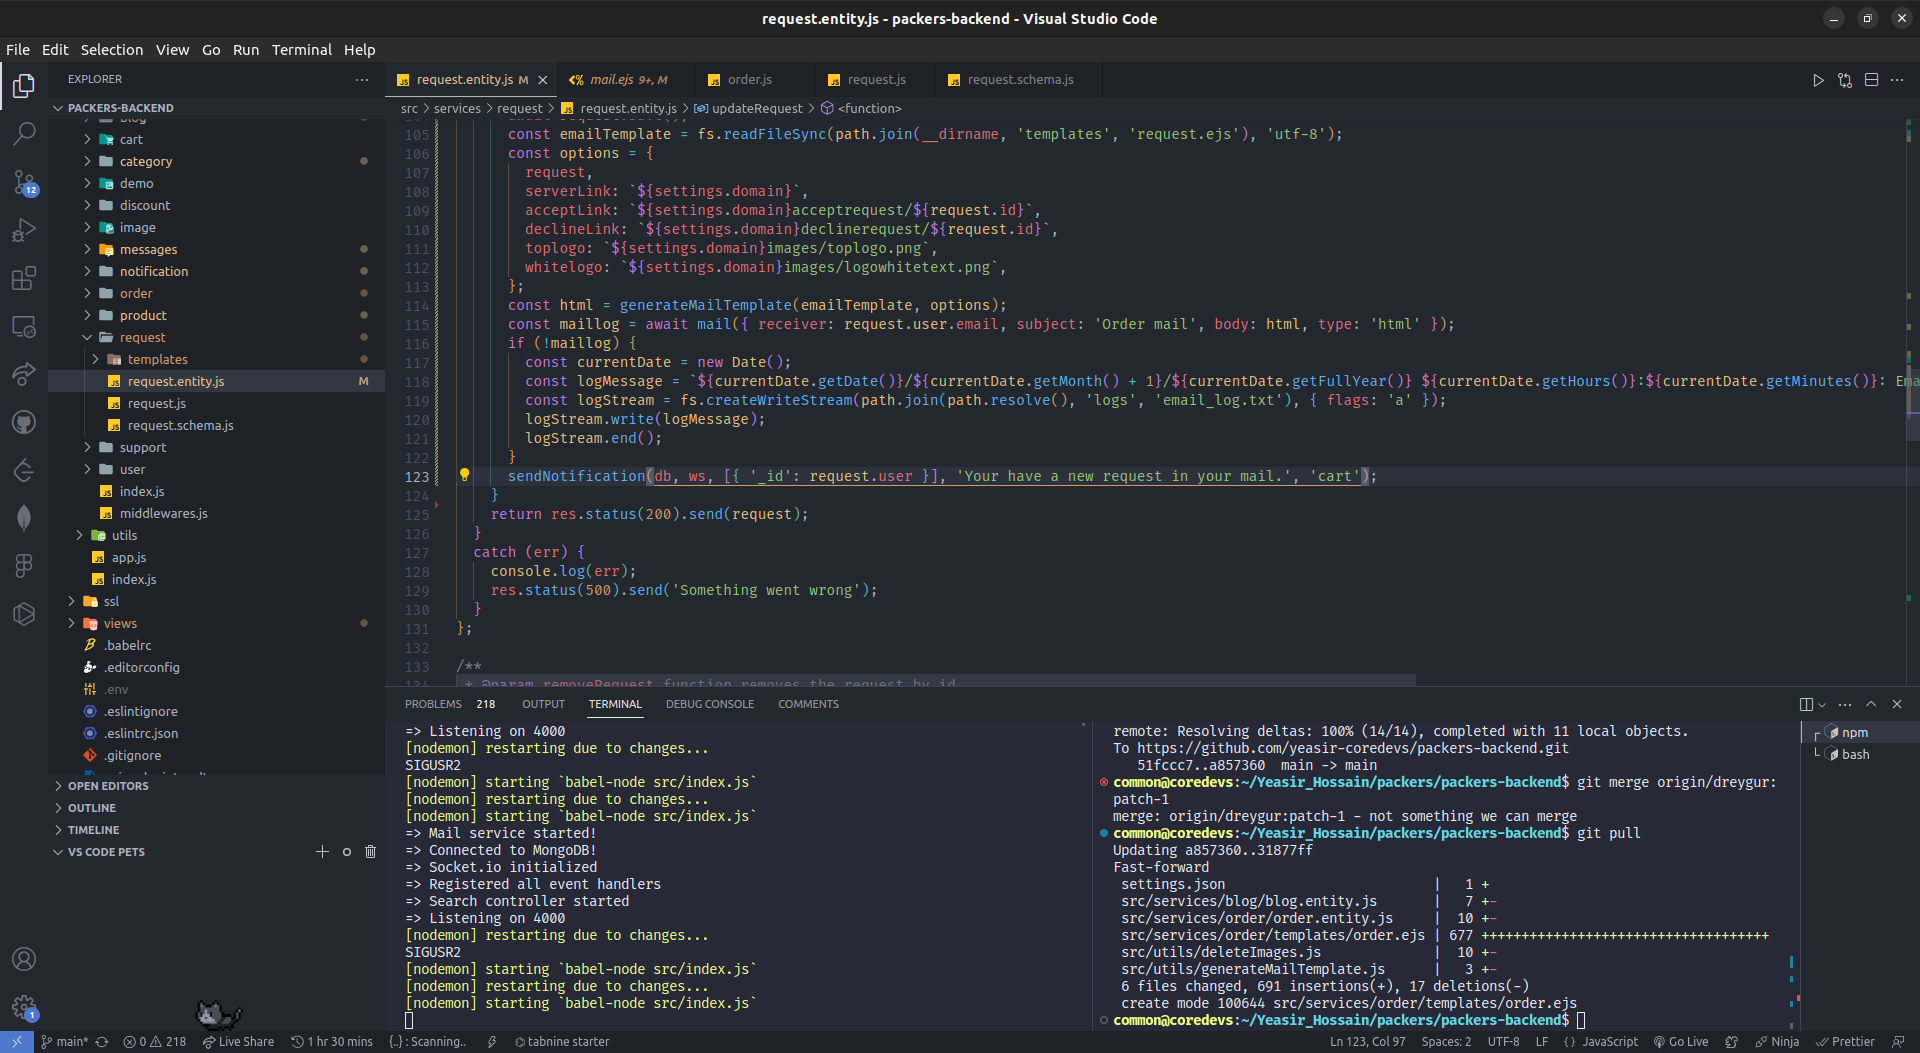 request.entity.js - packers-backend - Visual Studio Code
File Edit Selection View Go Run Terminal Help
EXPLORER
PACKERS-BACKEND
blog
cart
category
demo
discount
image
messages
notification
order
product
request
templates
request.entity.js M
request.js
request.schema.js
support
user
index.js
middlewares.js
utils
app.js
index.js
ssl
views
.babelrc
.editorconfig
.env
.eslintignore
.eslintrc.json
.gitignore
OPEN EDITORS
OUTLINE
TIMELINE
VS CODE PETS
12
1
request.entity.js M
mail.ejs 9+, M
order.js
request.js
request.schema.js
src > services > request > request.entity.js > updateRequest > <function>
105 const emailTemplate = fs.readFileSync(path.join(__dirname, 'templates', 'request.ejs'), 'utf-8');
106 const options = {
107 request,
108 serverLink: `${settings.domain}`,
109 acceptLink: `${settings.domain}acceptrequest/${request.id}`,
110 declineLink: `${settings.domain}declinerequest/${request.id}`,
111 toplogo: `${settings.domain}images/toplogo.png`,
112 whitelogo: `${settings.domain}images/logowhitetext.png`,
113 };
114 const html = generateMailTemplate(emailTemplate, options);
115 const maillog = await mail({ receiver: request.user.email, subject: 'Order mail', body: html, type: 'html' });
116 if (!maillog) {
117 const currentDate = new Date();
118 const logMessage = `${currentDate.getDate()}/${currentDate.getMonth() + 1}/${currentDate.getFullYear()} ${currentDate.getHours()}:${currentDate.getMinutes()}: Ema
119 const logStream = fs.createWriteStream(path.join(path.resolve(), 'logs', 'email_log.txt'), { flags: 'a' });
120 logStream.write(logMessage);
121 logStream.end();
122 }
123 sendNotification(db, ws, [{ '_id': request.user }], 'Your have a new request in your mail.', 'cart');
124 }
125 return res.status(200).send(request);
126 }
127 catch (err) {
128 console.log(err);
129 res.status(500).send('Something went wrong');
130 }
131 };
132
133 /**
134 * @param removeRequest function removes the request by id
PROBLEMS 218 OUTPUT TERMINAL DEBUG CONSOLE COMMENTS
=> Listening on 4000
[nodemon] restarting due to changes...
SIGUSR2
[nodemon] starting `babel-node src/index.js`
[nodemon] restarting due to changes...
[nodemon] starting `babel-node src/index.js`
=> Mail service started!
=> Connected to MongoDB!
=> Socket.io initialized
=> Registered all event handlers
=> Search controller started
=> Listening on 4000
[nodemon] restarting due to changes...
SIGUSR2
[nodemon] starting `babel-node src/index.js`
[nodemon] restarting due to changes...
[nodemon] starting `babel-node src/index.js`
remote: Resolving deltas: 100% (14/14), completed with 11 local objects.
To https://github.com/yeasir-coredevs/packers-backend.git
51fccc7..a857360 main -> main
common@coredevs:~/Yeasir_Hossain/packers/packers-backend$ git merge origin/dreygur:
patch-1
merge: origin/dreygur:patch-1 - not something we can merge
common@coredevs:~/Yeasir_Hossain/packers/packers-backend$ git pull
Updating a857360..31877ff
Fast-forward
settings.json | 1 +
src/services/blog/blog.entity.js | 7 +-
src/services/order/order.entity.js | 10 +-
src/services/order/templates/order.ejs | 677 ++++++++++++++++++++++++++++++++++++
src/utils/deleteImages.js | 10 +-
src/utils/generateMailTemplate.js | 3 +-
6 files changed, 691 insertions(+), 17 deletions(-)
create mode 100644 src/services/order/templates/order.ejs
common@coredevs:~/Yeasir_Hossain/packers/packers-backend$
npm
bash
main* 0 218 Live Share 1 hr 30 mins {..} : Scanning.. tabnine starter Ln 123, Col 97 Spaces: 2 UTF-8 LF {} JavaScript Go Live Ninja Prettier